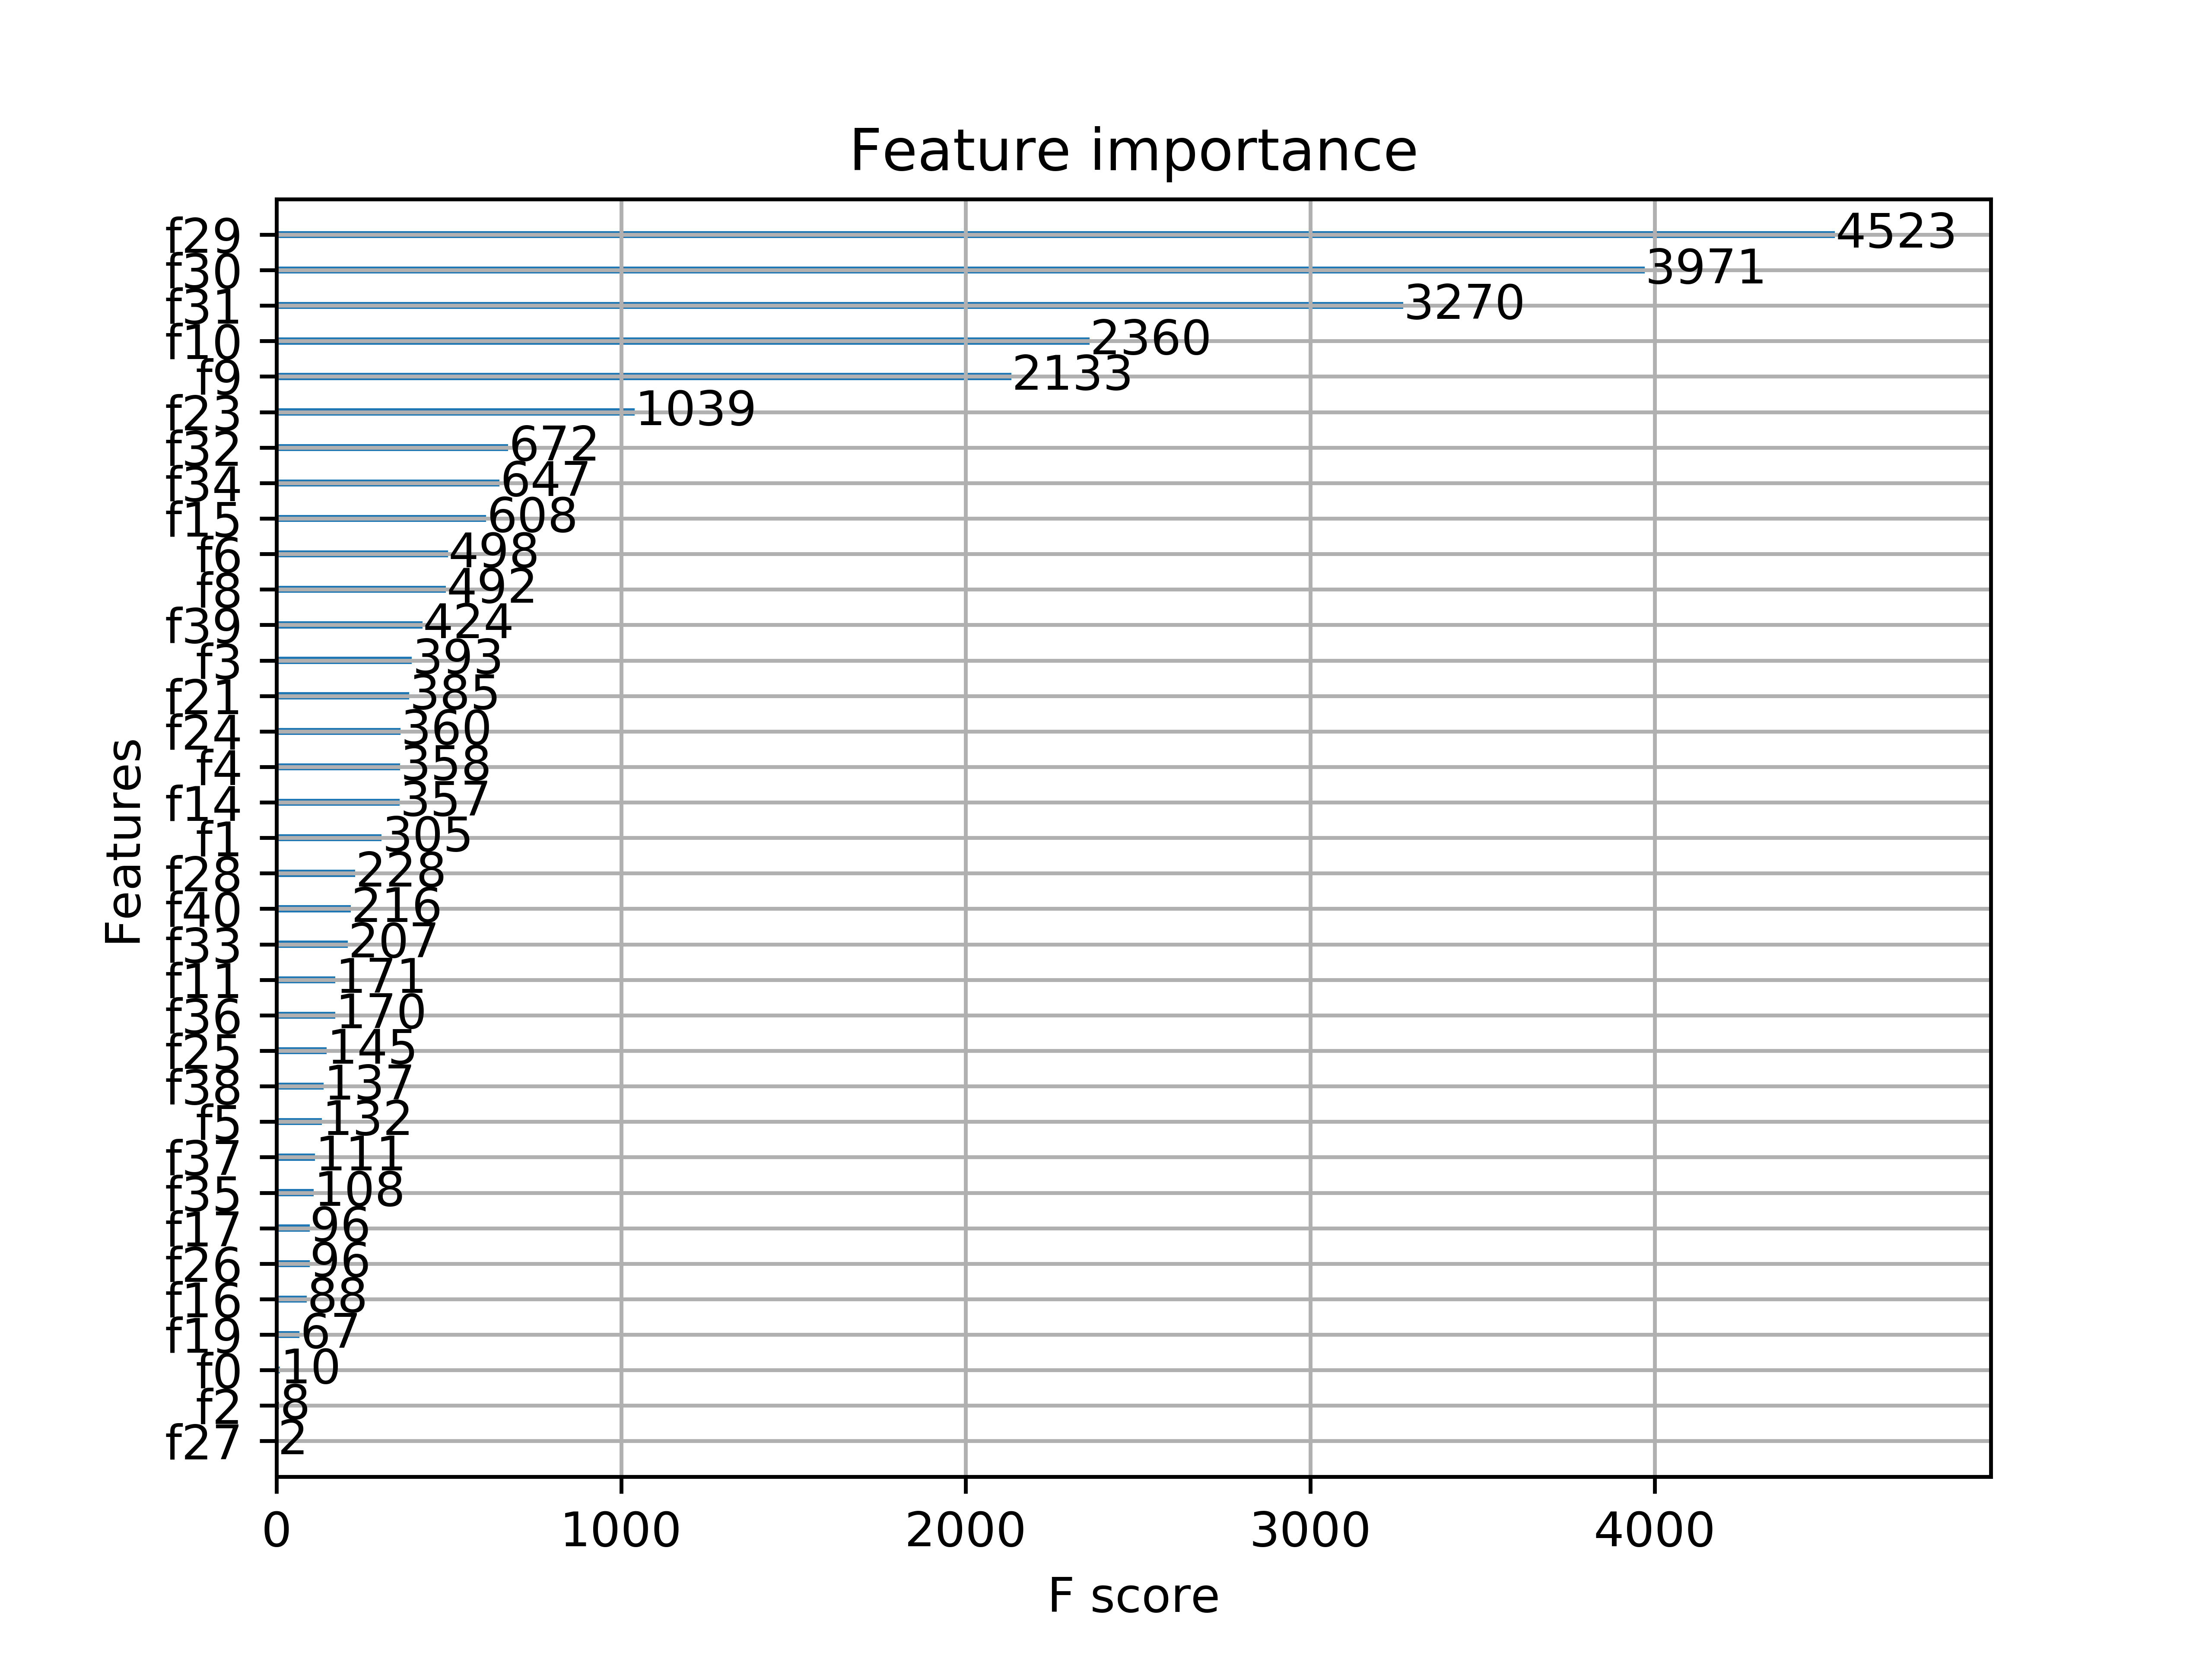 Feature importance
f29 4523
f30 3971
f31 3270
f10 2360
f9 2133
f23 1039
f32 672
f34 647
f15 608
f6 498
f8 492
f39 424
f3 393
f21 385
f24 360
f4 358
f14 357
f1 305
f28 228
f40 216
f33 207
f11 171
f36 170
f25 145
f38 137
f5 132
f37 111
f35 108
f17 96
f26 96
f16 88
f19 67
f0 10
f2 8
f27 2
Features
0 1000 2000 3000 4000
F score